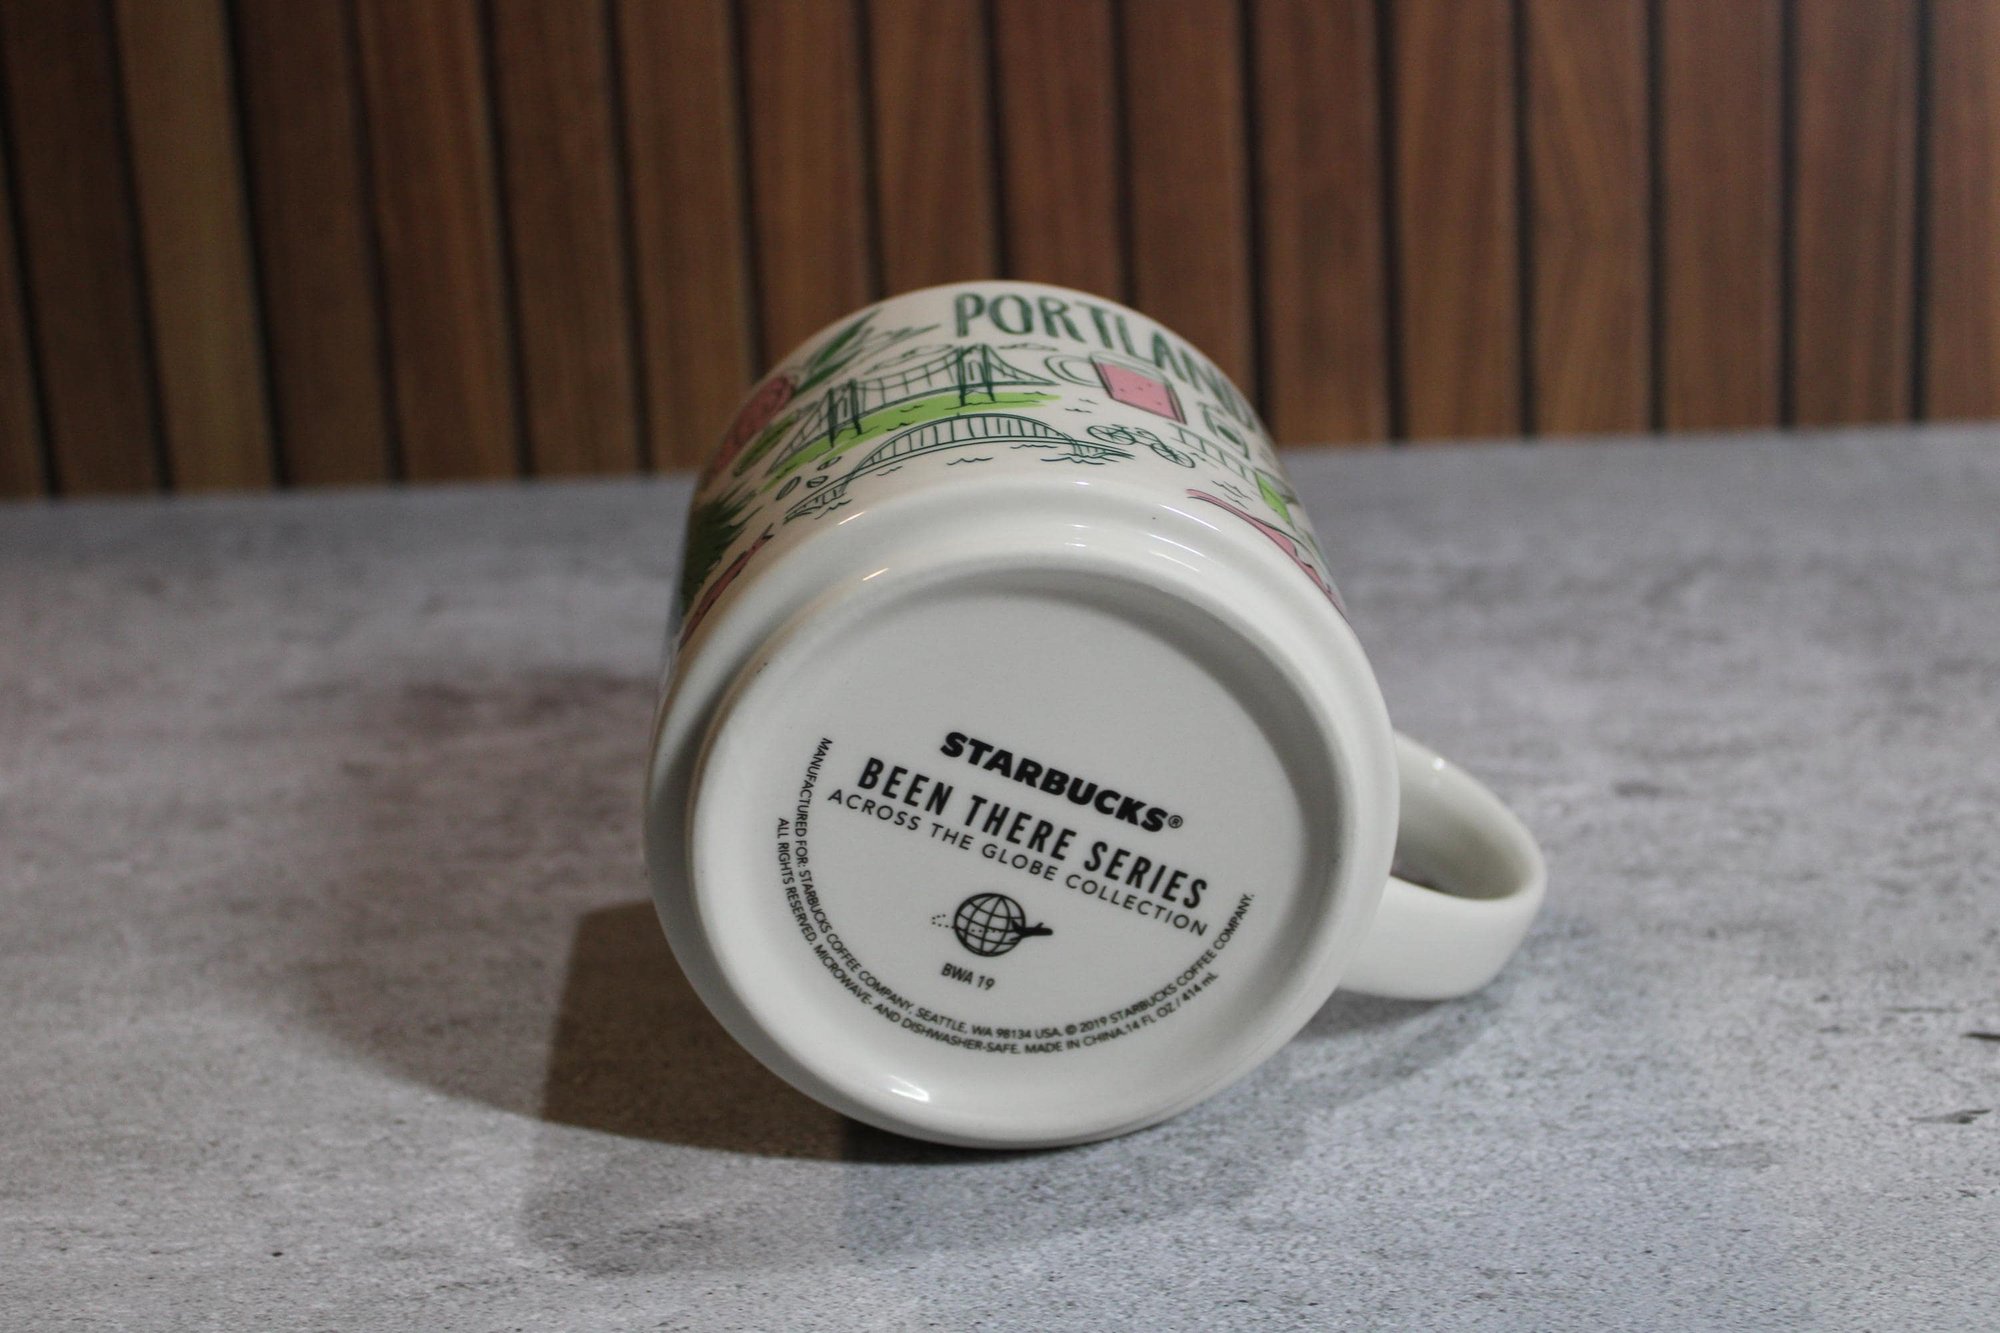 PORTLAND
STARBUCKS®
BEEN THERE SERIES
ACROSS THE GLOBE COLLECTION
BWA 19
MANUFACTURED FOR: STARBUCKS COFFEE COMPANY, SEATTLE, WA 98134 USA. © 2019 STARBUCKS COFFEE COMPANY.
ALL RIGHTS RESERVED. MICROWAVE- AND DISHWASHER-SAFE. MADE IN CHINA.14 FL OZ / 414 mL